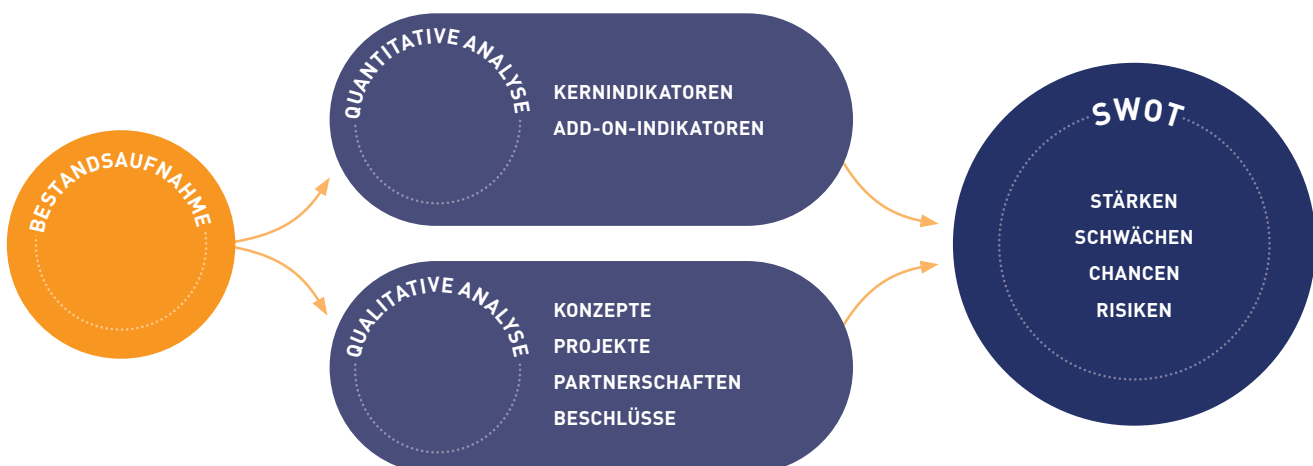 BESTANDSAUFNAHME
QUANTITATIVE ANALYSE
KERNINDIKATOREN
ADD-ON-INDIKATOREN
QUALITATIVE ANALYSE
KONZEPTE
PROJEKTE
PARTNERSCHAFTEN
BESCHLÜSSE
SWOT
STÄRKEN
SCHWÄCHEN
CHANCEN
RISIKEN